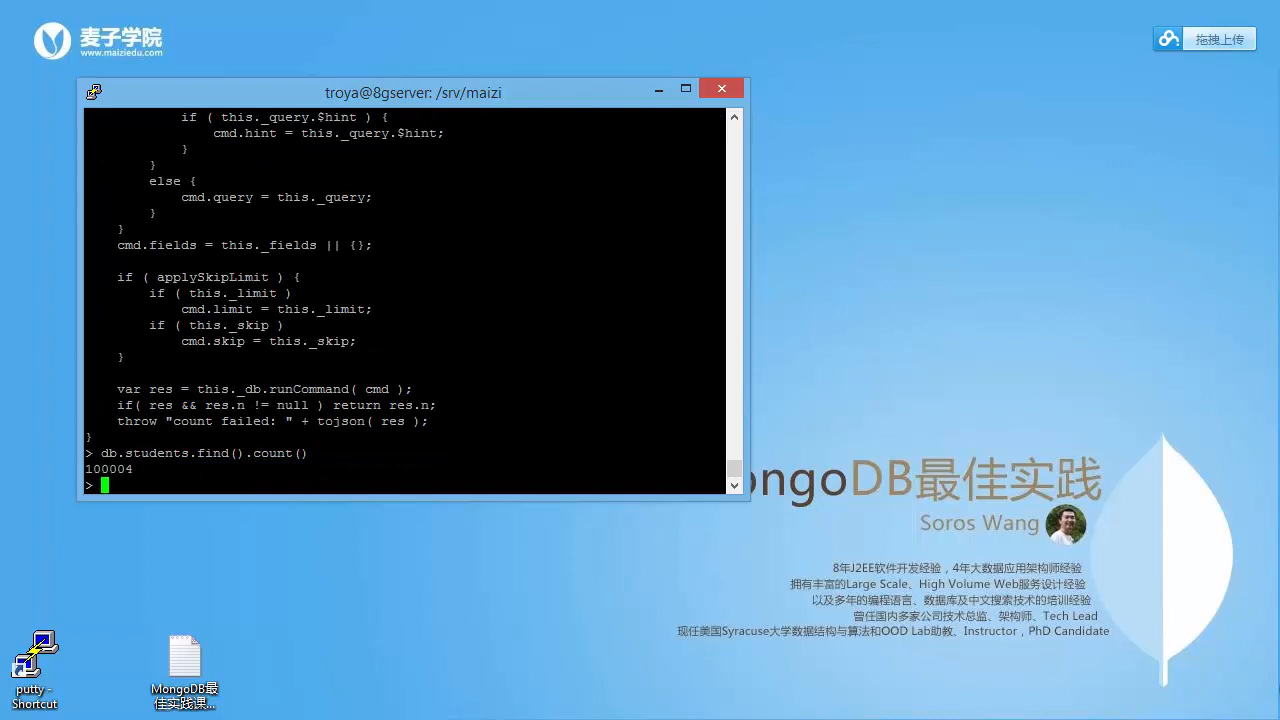 麦子学院
www.maiziedu.com
拖拽上传
troya@8gserver: /srv/maizi
if ( this._query.$hint ) {
cmd.hint = this._query.$hint;
}
}
else {
cmd.query = this._query;
}
}
cmd.fields = this._fields || {};
if ( applySkipLimit ) {
if ( this._limit )
cmd.limit = this._limit;
if ( this._skip )
cmd.skip = this._skip;
}
var res = this._db.runCommand( cmd );
if( res && res.n != null ) return res.n;
throw "count failed: " + tojson( res );
}
> db.students.find().count()
100004
>
ongoDB最佳实践
Soros Wang
8年J2EE软件开发经验，4年大数据应用架构师经验
拥有丰富的Large Scale、High Volume Web服务设计经验
以及多年的编程语言、数据库及中文搜索技术的培训经验
曾任国内多家公司技术总监、架构师、Tech Lead
现任美国Syracuse大学数据结构与算法和OOD Lab助教、Instructor，PhD Candidate
putty -
Shortcut
MongoDB最
佳实践课...